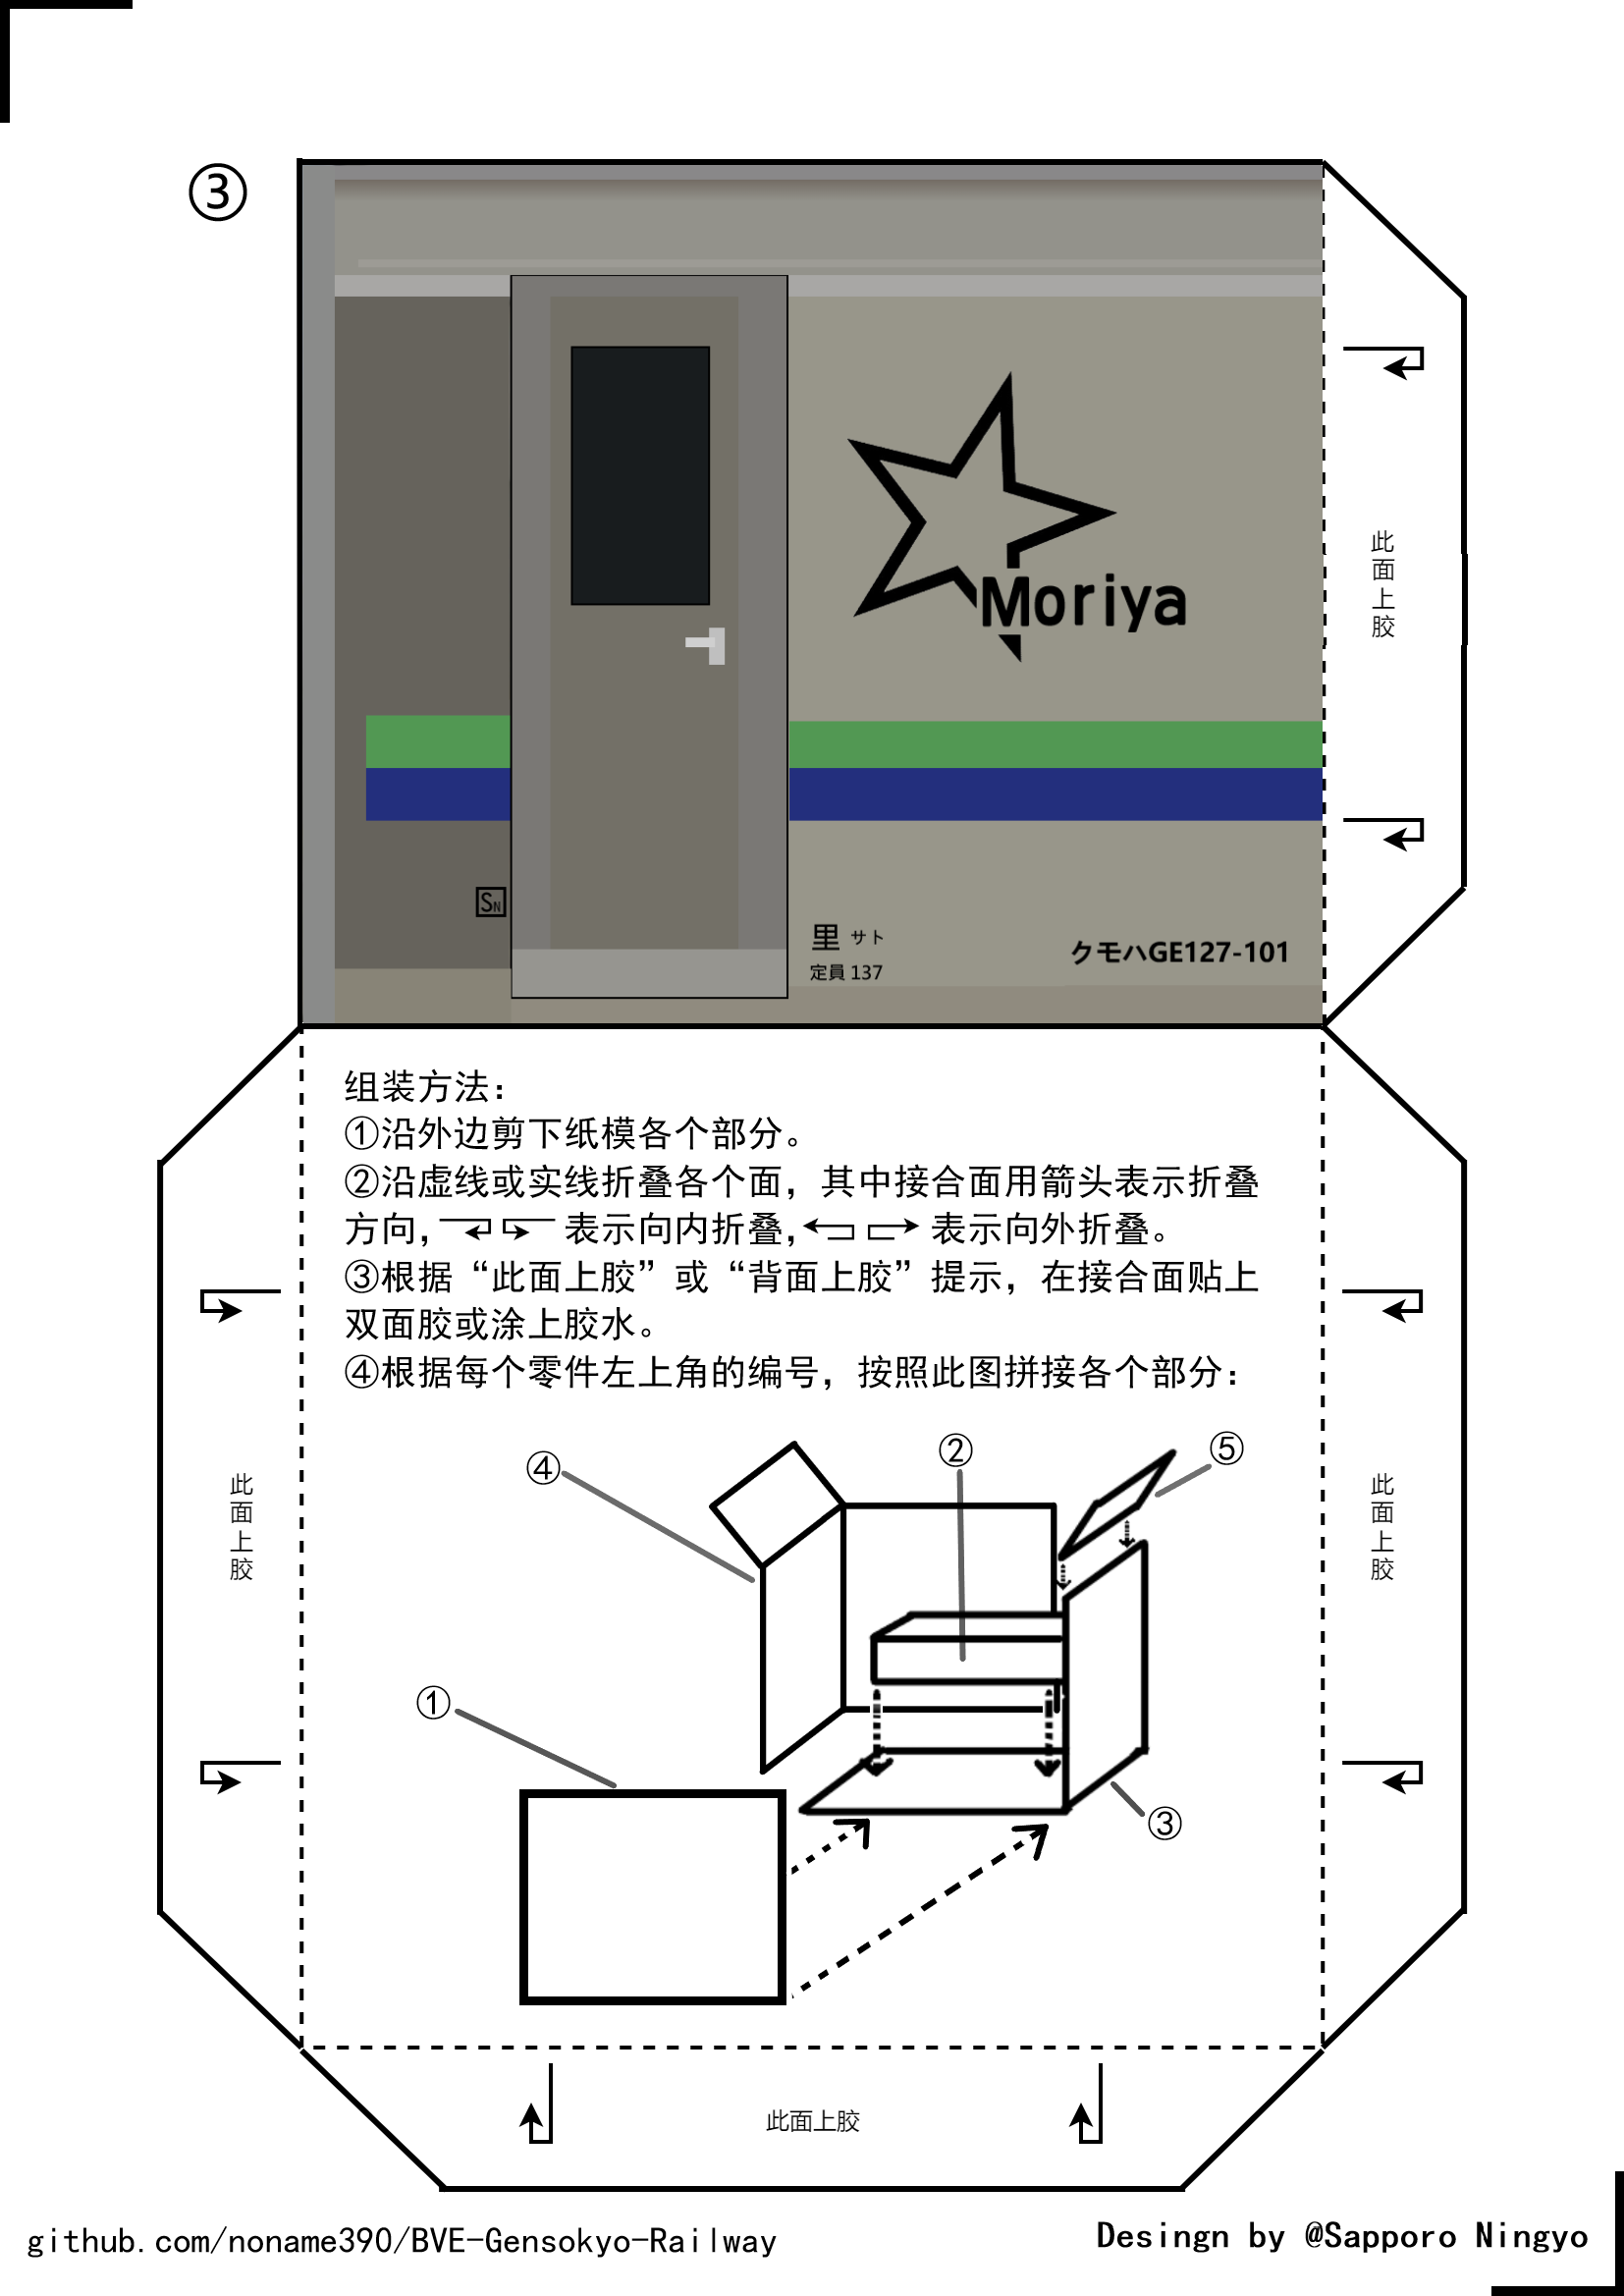 ③
Moriya
此面上胶
SN
里 サト
定員 137
クモハGE127-101
组装方法：
①沿外边剪下纸模各个部分。
②沿虚线或实线折叠各个面，其中接合面用箭头表示折叠
方向， 表示向内折叠， 表示向外折叠。
③根据“此面上胶”或“背面上胶”提示，在接合面贴上
双面胶或涂上胶水。
④根据每个零件左上角的编号，按照此图拼接各个部分：
④
②
⑤
此面上胶
此面上胶
①
③
此面上胶
github.com/noname390/BVE-Gensokyo-Railway
Desingn by @Sapporo Ningyo